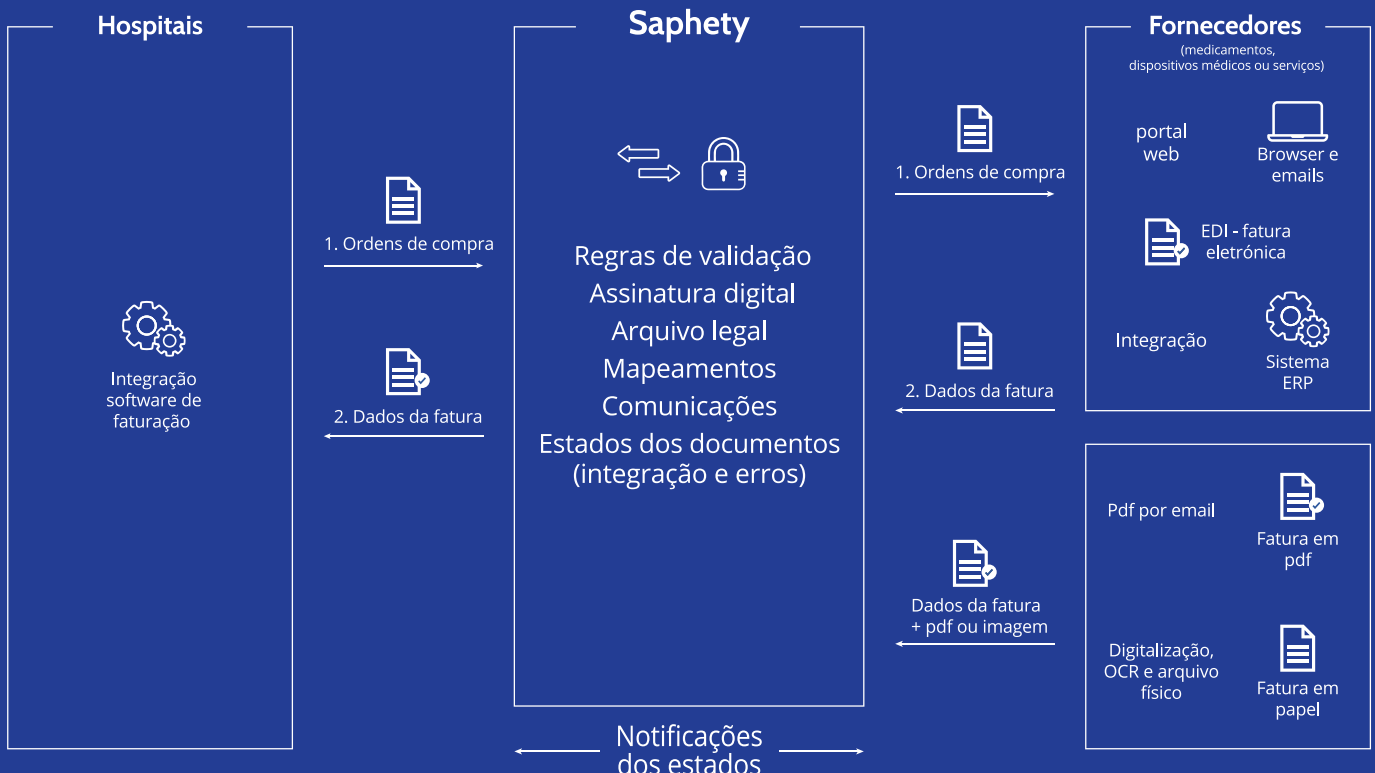 Hospitais
Integração
software de
faturação
1. Ordens de compra
2. Dados da fatura
Saphety
Regras de validação
Assinatura digital
Arquivo legal
Mapeamentos
Comunicações
Estados dos documentos
(integração e erros)
Notificações
dos estados
1. Ordens de compra
2. Dados da fatura
Dados da fatura
+ pdf ou imagem
Fornecedores
(medicamentos,
dispositivos médicos ou serviços)
portal
web
Browser e
emails
EDI - fatura
eletrónica
Integração
Sistema
ERP
Pdf por email
Fatura em
pdf
Digitalização,
OCR e arquivo
físico
Fatura em
papel